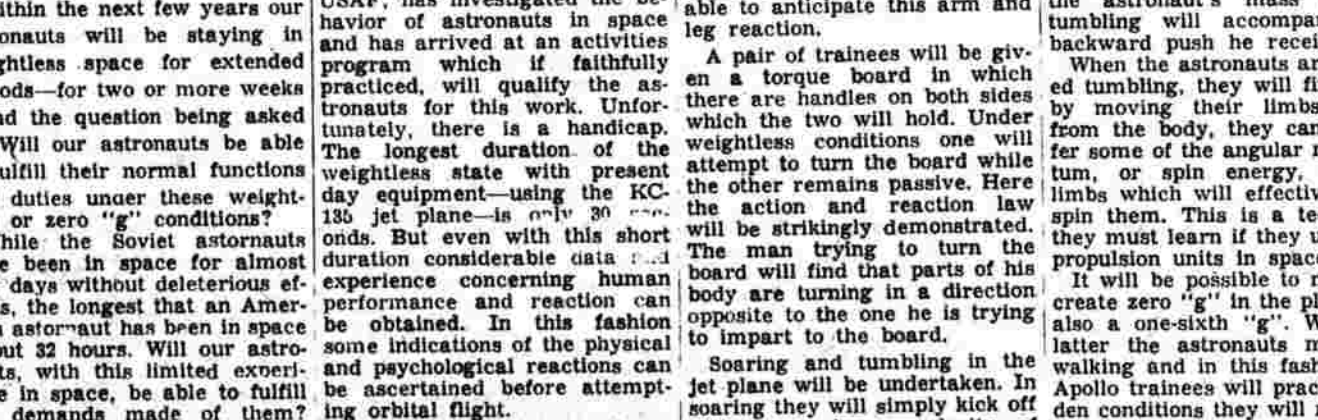 ithin the next few years our
onauts will be staying in
ghtless space for extended
ods—for two or more weeks
nd the question being asked
Will our astronauts be able
ulfill their normal functions
duties under these weight-
or zero "g" conditions?
hile the Soviet astornauts
e been in space for almost
days without deleterious ef-
s, the longest that an Amer-
astornaut has been in space
out 32 hours. Will our astro-
ts, with this limited experi-
e in space, be able to fulfill
demands made of them?
USAF, has investigated the be-
havior of astronauts in space
and has arrived at an activities
program which if faithfully
practiced, will qualify the as-
tronauts for this work. Unfor-
tunately, there is a handicap.
The longest duration of the
weightless state with present
day equipment—using the KC-
135 jet plane—is only 30
onds. But even with this short
duration considerable data
experience concerning human
performance and reaction can
be obtained. In this fashion
some indications of the physical
and psychological reactions can
be ascertained before attempt-
ing orbital flight.
able to anticipate this arm and
leg reaction.
A pair of trainees will be giv-
en a torque board in which
there are handles on both sides
which the two will hold. Under
weightless conditions one will
attempt to turn the board while
the other remains passive. Here
the action and reaction law
will be strikingly demonstrated.
The man trying to turn the
board will find that parts of his
body are turning in a direction
opposite to the one he is trying
to impart to the board.
Soaring and tumbling in the
jet plane will be undertaken. In
soaring they will simply kick off
the astronaut's mass
tumbling will accompa
backward push he recei
When the astronauts ar
ed tumbling, they will fi
by moving their limbs
from the body, they can
fer some of the angular
tum, or spin energy,
limbs which will effectiv
spin them. This is a te
they must learn if they u
propulsion units in space
It will be possible to
create zero "g" in the pl
also a one-sixth "g". W
latter the astronauts m
walking and in this fash
Apollo trainees will prac
den conditions they will